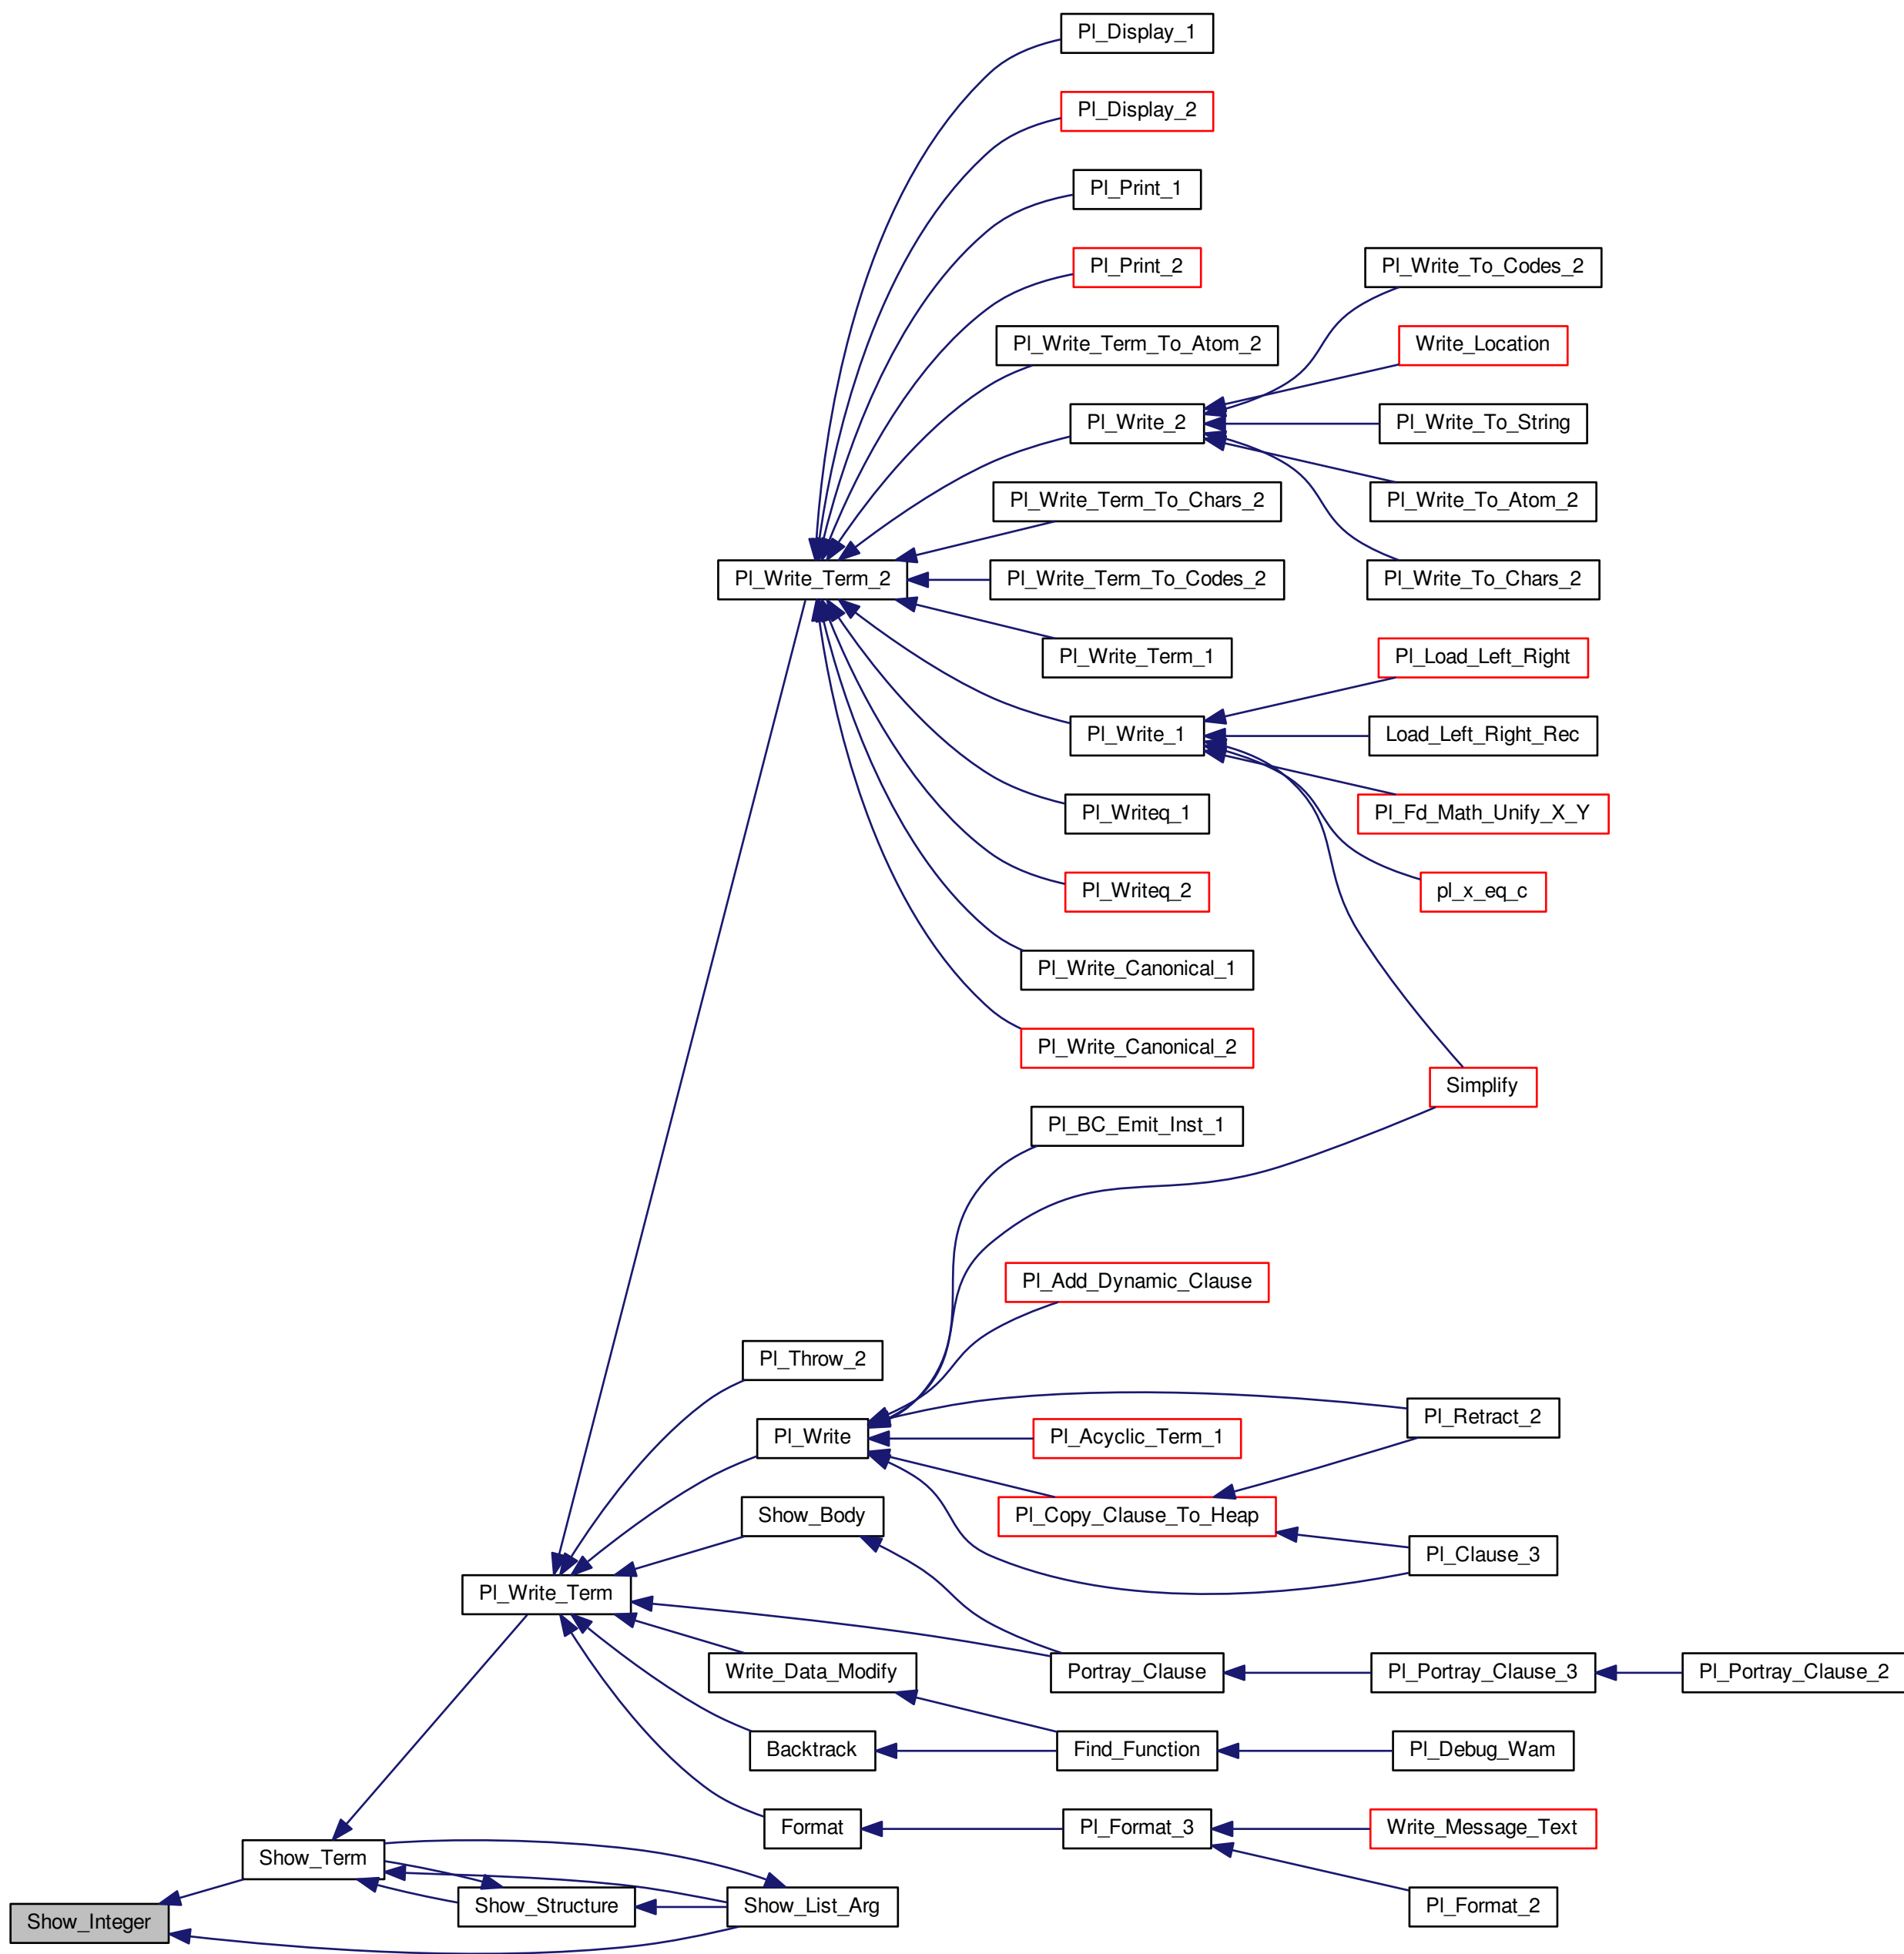 Pl_Display_1
Pl_Display_2
Pl_Print_1
Pl_Print_2
Pl_Write_To_Codes_2
Pl_Write_Term_To_Atom_2
Write_Location
Pl_Write_2
Pl_Write_To_String
Pl_Write_Term_To_Chars_2
Pl_Write_To_Atom_2
Pl_Write_Term_2
Pl_Write_Term_To_Codes_2
Pl_Write_To_Chars_2
Pl_Write_Term_1
Pl_Load_Left_Right
Pl_Write_1
Load_Left_Right_Rec
Pl_Writeq_1
Pl_Fd_Math_Unify_X_Y
Pl_Writeq_2
pl_x_eq_c
Pl_Write_Canonical_1
Pl_Write_Canonical_2
Simplify
Pl_BC_Emit_Inst_1
Pl_Add_Dynamic_Clause
Pl_Throw_2
Pl_Retract_2
Pl_Write
Pl_Acyclic_Term_1
Show_Body
Pl_Copy_Clause_To_Heap
Pl_Clause_3
Pl_Write_Term
Write_Data_Modify
Portray_Clause
Pl_Portray_Clause_3
Pl_Portray_Clause_2
Backtrack
Find_Function
Pl_Debug_Wam
Format
Pl_Format_3
Write_Message_Text
Show_Term
Show_Structure
Show_List_Arg
Pl_Format_2
Show_Integer